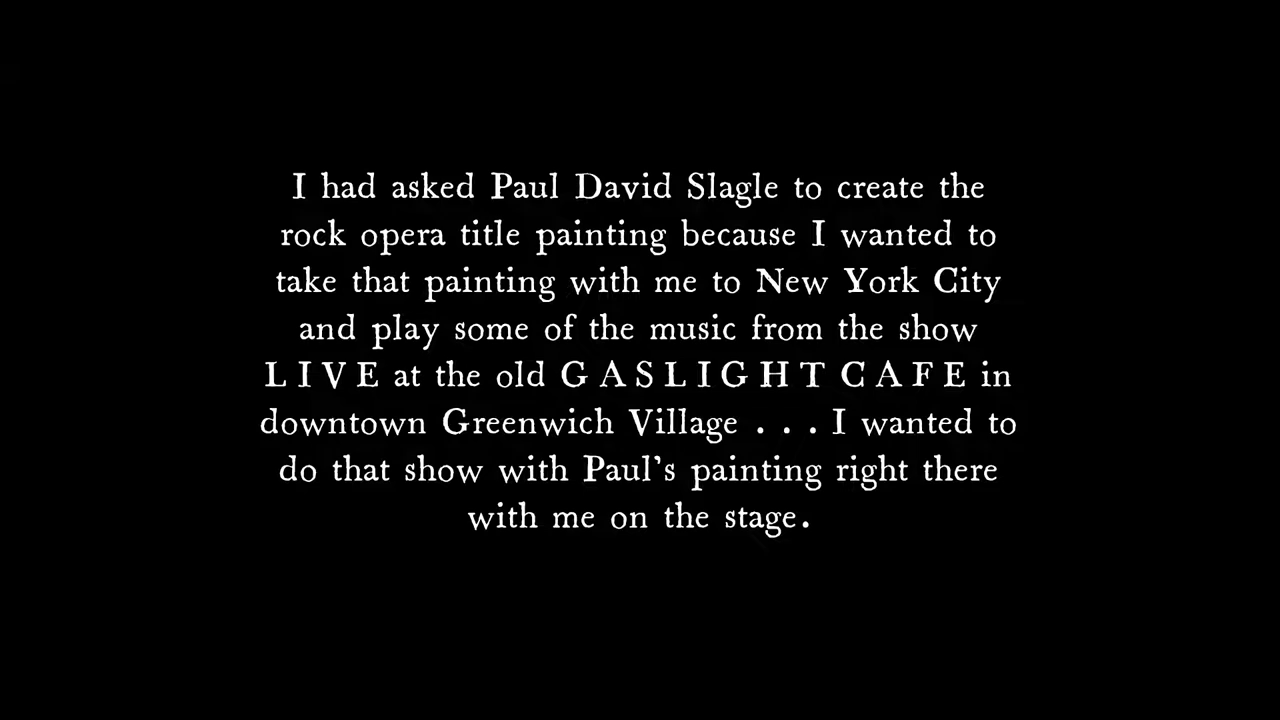 I had asked Paul David Slagle to create the
rock opera title painting because I wanted to
take that painting with me to New York City
and play some of the music from the show
L I V E at the old G A S L I G H T C A F E in
downtown Greenwich Village . . . I wanted to
do that show with Paul's painting right there
with me on the stage.